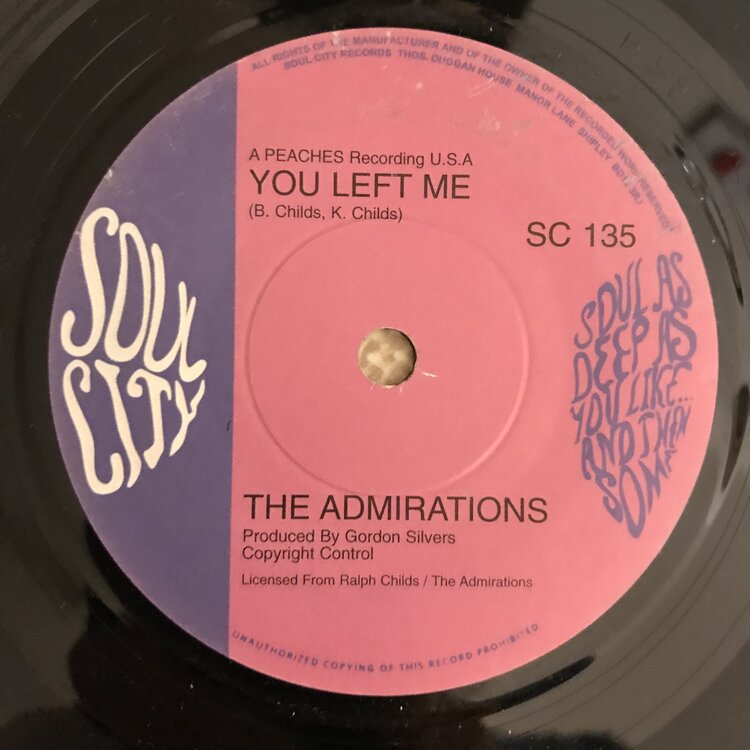 ALL RIGHTS OF THE MANUFACTURER AND OF THE OWNER OF THE RECORDED WORK RESERVED
SOUL CITY RECORDS THOS. DUGGAN HOUSE MANOR LANE SHIPLEY
A PEACHES Recording U.S.A
YOU LEFT ME
(B. Childs, K. Childs)
SC 135
SOUL
CITY
SOUL AS
DEEP AS
YOU LIKE..
AND THEN
SOME
THE ADMIRATIONS
Produced By Gordon Silvers
Copyright Control
Licensed From Ralph Childs / The Admirations
UNAUTHORIZED COPYING OF THIS RECORD PROHIBITED